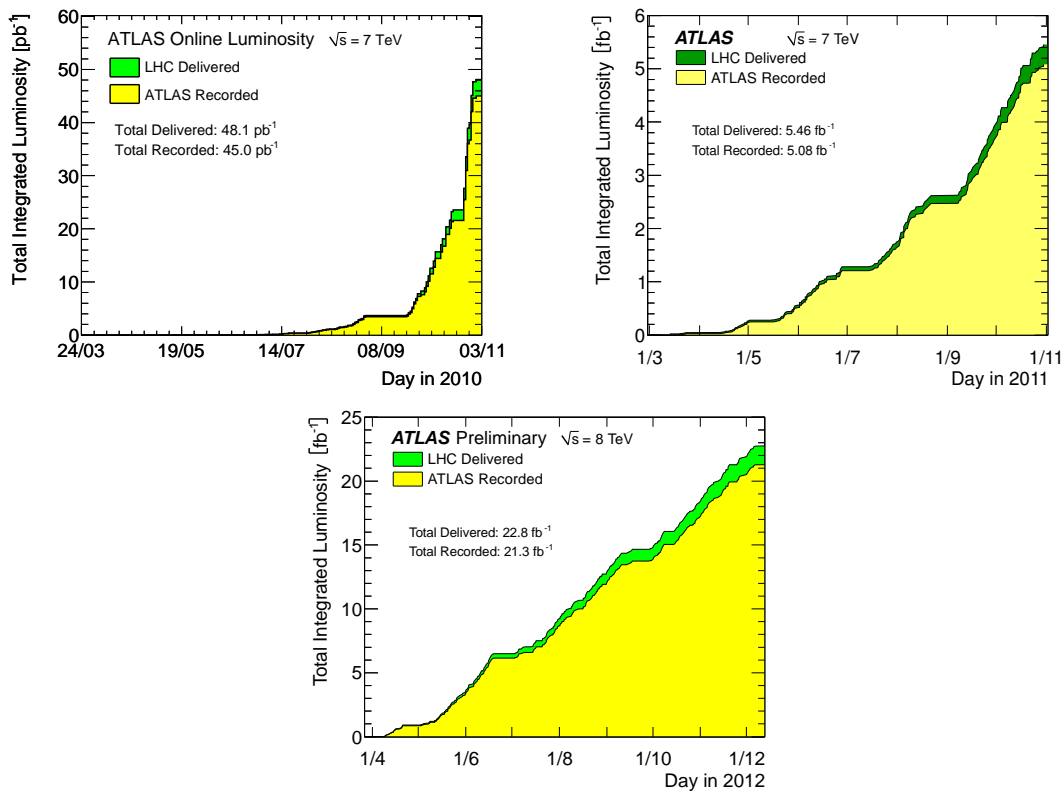 Total Integrated Luminosity [pb⁻¹]
60
50
40
30
20
10
0
ATLAS Online Luminosity √s = 7 TeV
LHC Delivered
ATLAS Recorded
Total Delivered: 48.1 pb⁻¹
Total Recorded: 45.0 pb⁻¹
24/03 19/05 14/07 08/09 03/11
Day in 2010
Total Integrated Luminosity [fb⁻¹]
6
5
4
3
2
1
0
ATLAS √s = 7 TeV
LHC Delivered
ATLAS Recorded
Total Delivered: 5.46 fb⁻¹
Total Recorded: 5.08 fb⁻¹
1/3 1/5 1/7 1/9 1/11
Day in 2011
Total Integrated Luminosity [fb⁻¹]
25
20
15
10
5
0
ATLAS Preliminary √s = 8 TeV
LHC Delivered
ATLAS Recorded
Total Delivered: 22.8 fb⁻¹
Total Recorded: 21.3 fb⁻¹
1/4 1/6 1/8 1/10 1/12
Day in 2012